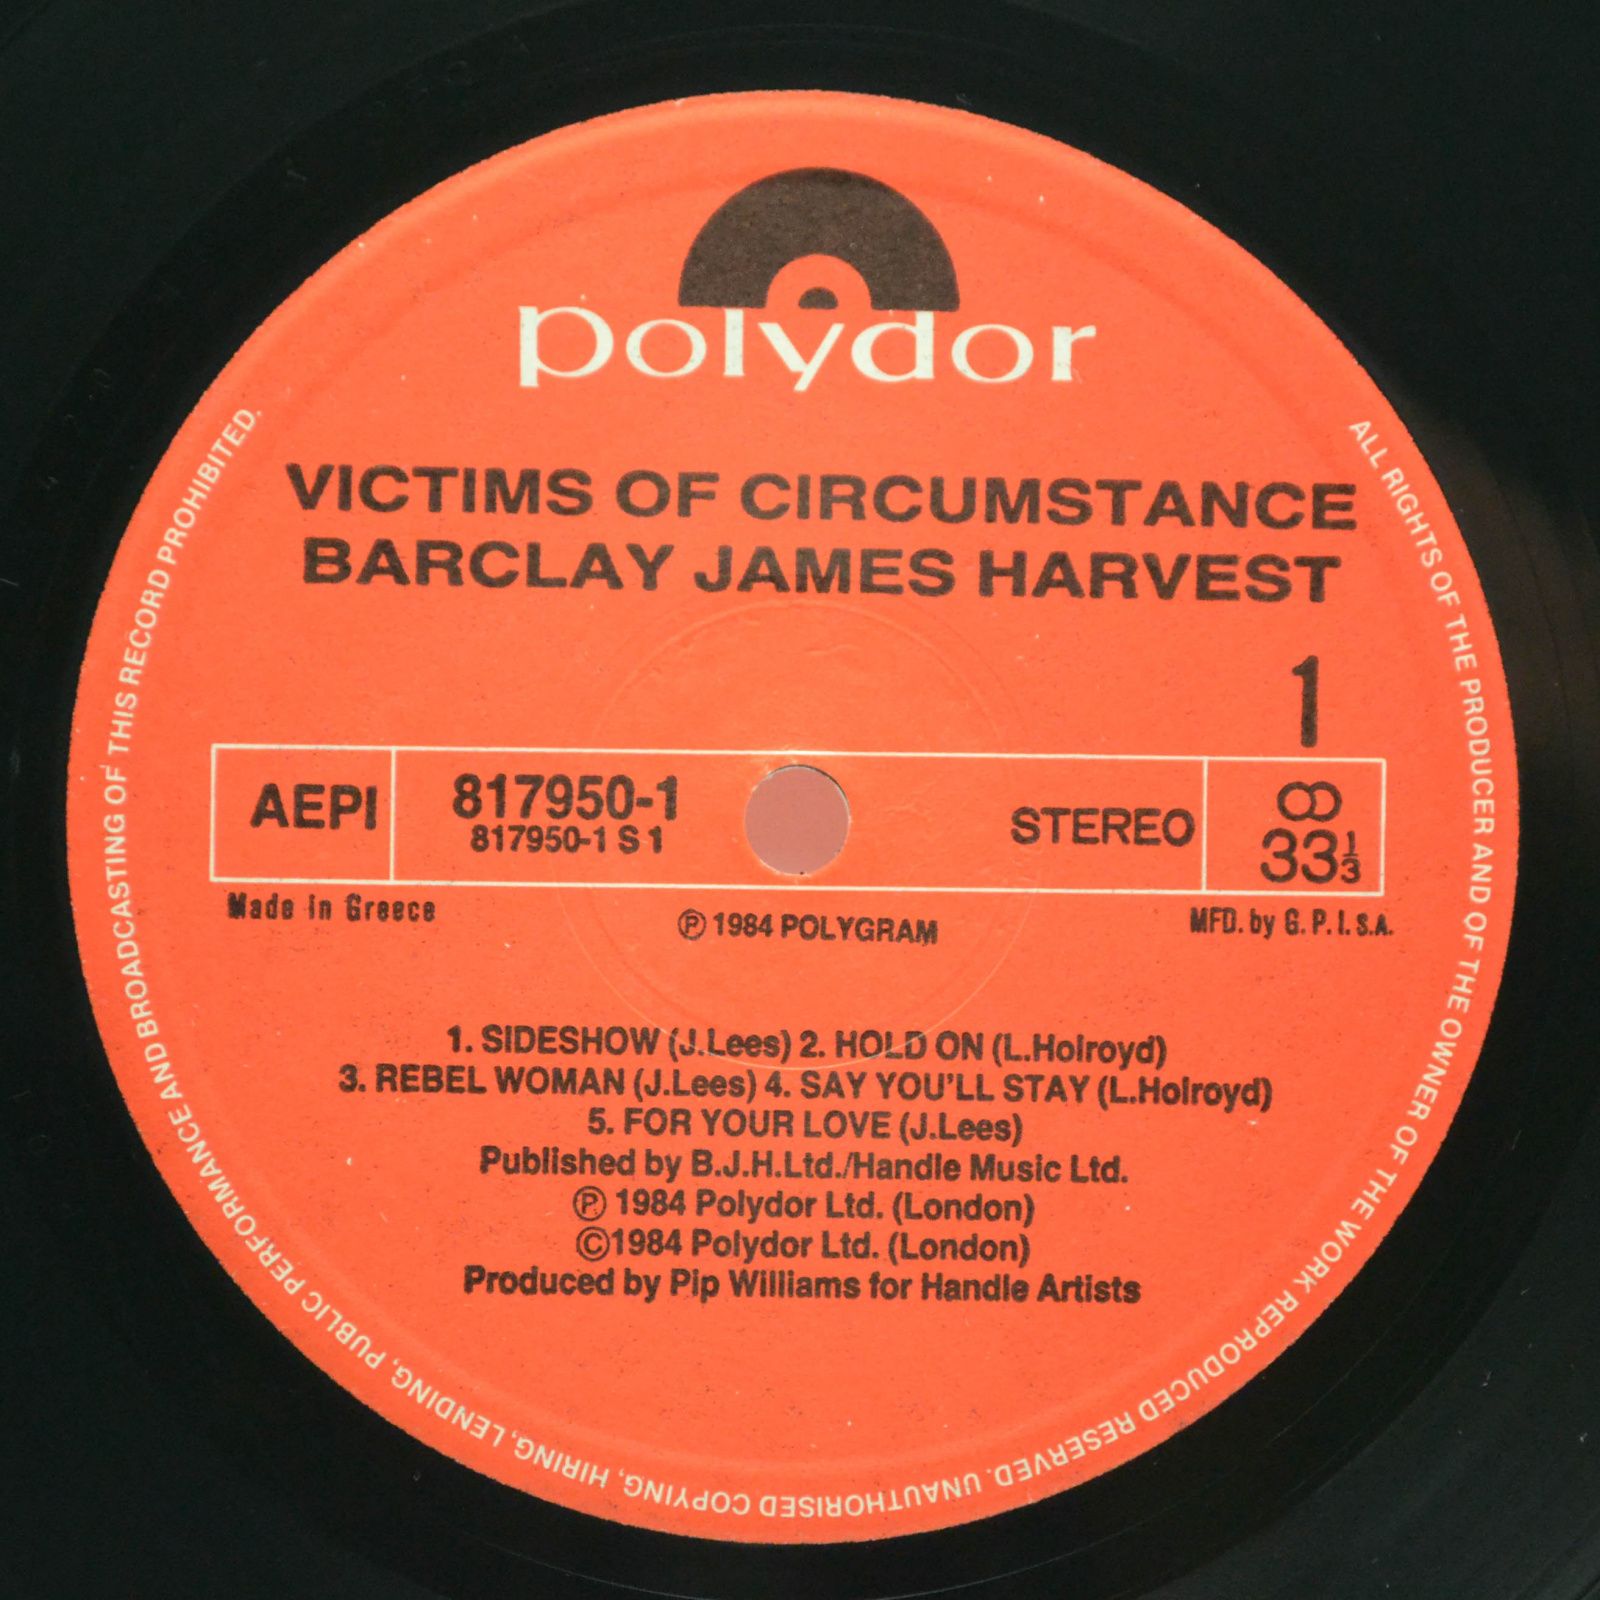 polydor
VICTIMS OF CIRCUMSTANCE
BARCLAY JAMES HARVEST
1
AEPI
817950-1
817950-1 S 1
STEREO
33⅓
Made in Greece
℗ 1984 POLYGRAM
MFD. by G. P. I. S.A.
1. SIDESHOW (J.Lees) 2. HOLD ON (L.Holroyd)
3. REBEL WOMAN (J.Lees) 4. SAY YOU'LL STAY (L.Holroyd)
5. FOR YOUR LOVE (J.Lees)
Published by B.J.H.Ltd./Handle Music Ltd.
℗ 1984 Polydor Ltd. (London)
©1984 Polydor Ltd. (London)
Produced by Pip Williams for Handle Artists
ALL RIGHTS OF THE PRODUCER AND OF THE OWNER OF THE WORK REPRODUCED RESERVED. UNAUTHORISED COPYING, HIRING, LENDING, PUBLIC PERFORMANCE AND BROADCASTING OF THIS RECORD PROHIBITED.